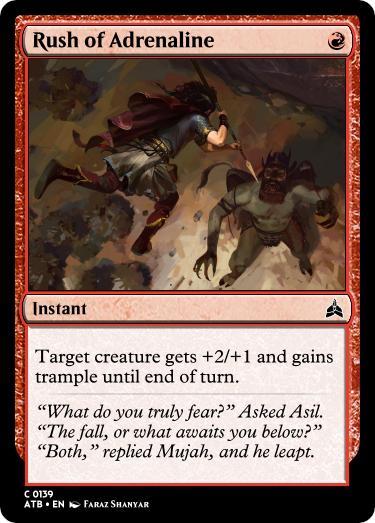 Rush of Adrenaline
Instant
Target creature gets +2/+1 and gains
trample until end of turn.
“What do you truly fear?” Asked Asil.
“The fall, or what awaits you below?”
“Both,” replied Mujah, and he leapt.
C 0139
ATB • EN Faraz Shanyar